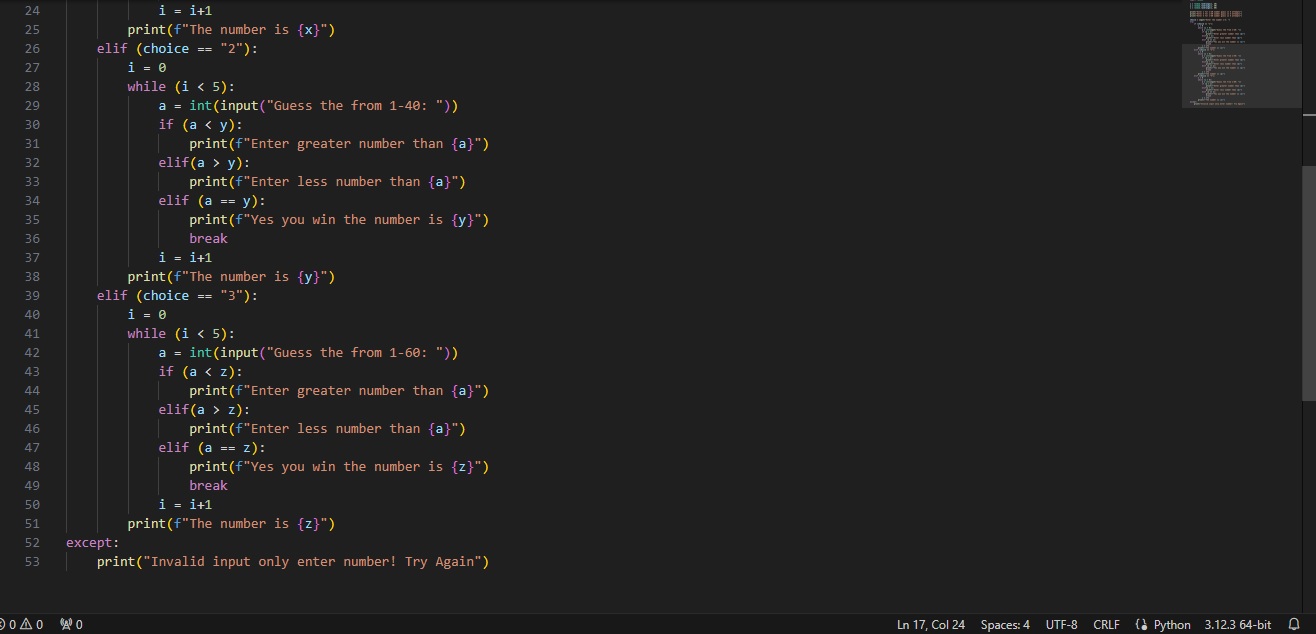 24 i = i+1
25 print(f"The number is {x}")
26 elif (choice == "2"):
27 i = 0
28 while (i < 5):
29 a = int(input("Guess the from 1-40: "))
30 if (a < y):
31 print(f"Enter greater number than {a}")
32 elif(a > y):
33 print(f"Enter less number than {a}")
34 elif (a == y):
35 print(f"Yes you win the number is {y}")
36 break
37 i = i+1
38 print(f"The number is {y}")
39 elif (choice == "3"):
40 i = 0
41 while (i < 5):
42 a = int(input("Guess the from 1-60: "))
43 if (a < z):
44 print(f"Enter greater number than {a}")
45 elif(a > z):
46 print(f"Enter less number than {a}")
47 elif (a == z):
48 print(f"Yes you win the number is {z}")
49 break
50 i = i+1
51 print(f"The number is {z}")
52 except:
53 print("Invalid input only enter number! Try Again")
0 0 0 Ln 17, Col 24 Spaces: 4 UTF-8 CRLF Python 3.12.3 64-bit